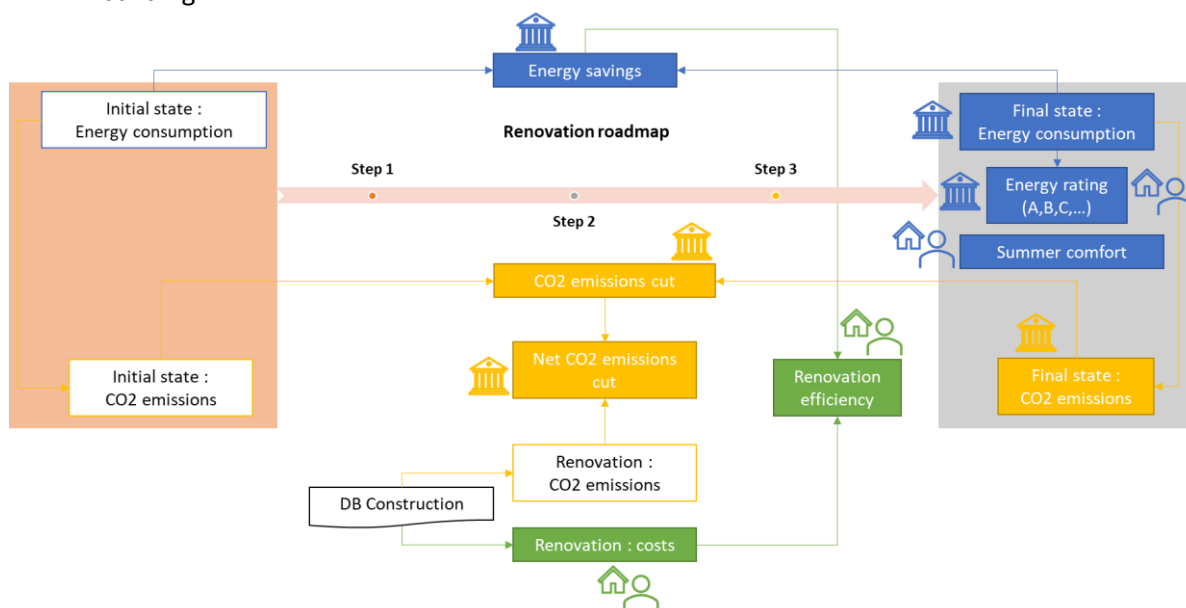 Energy savings
Initial state :
Energy consumption
Final state :
Energy consumption
Renovation roadmap
Step 1
Step 3
Energy rating
(A,B,C,...)
Step 2
Summer comfort
CO2 emissions cut
Net CO2 emissions
cut
Initial state :
CO2 emissions
Renovation
efficiency
Final state :
CO2 emissions
Renovation :
CO2 emissions
DB Construction
Renovation : costs